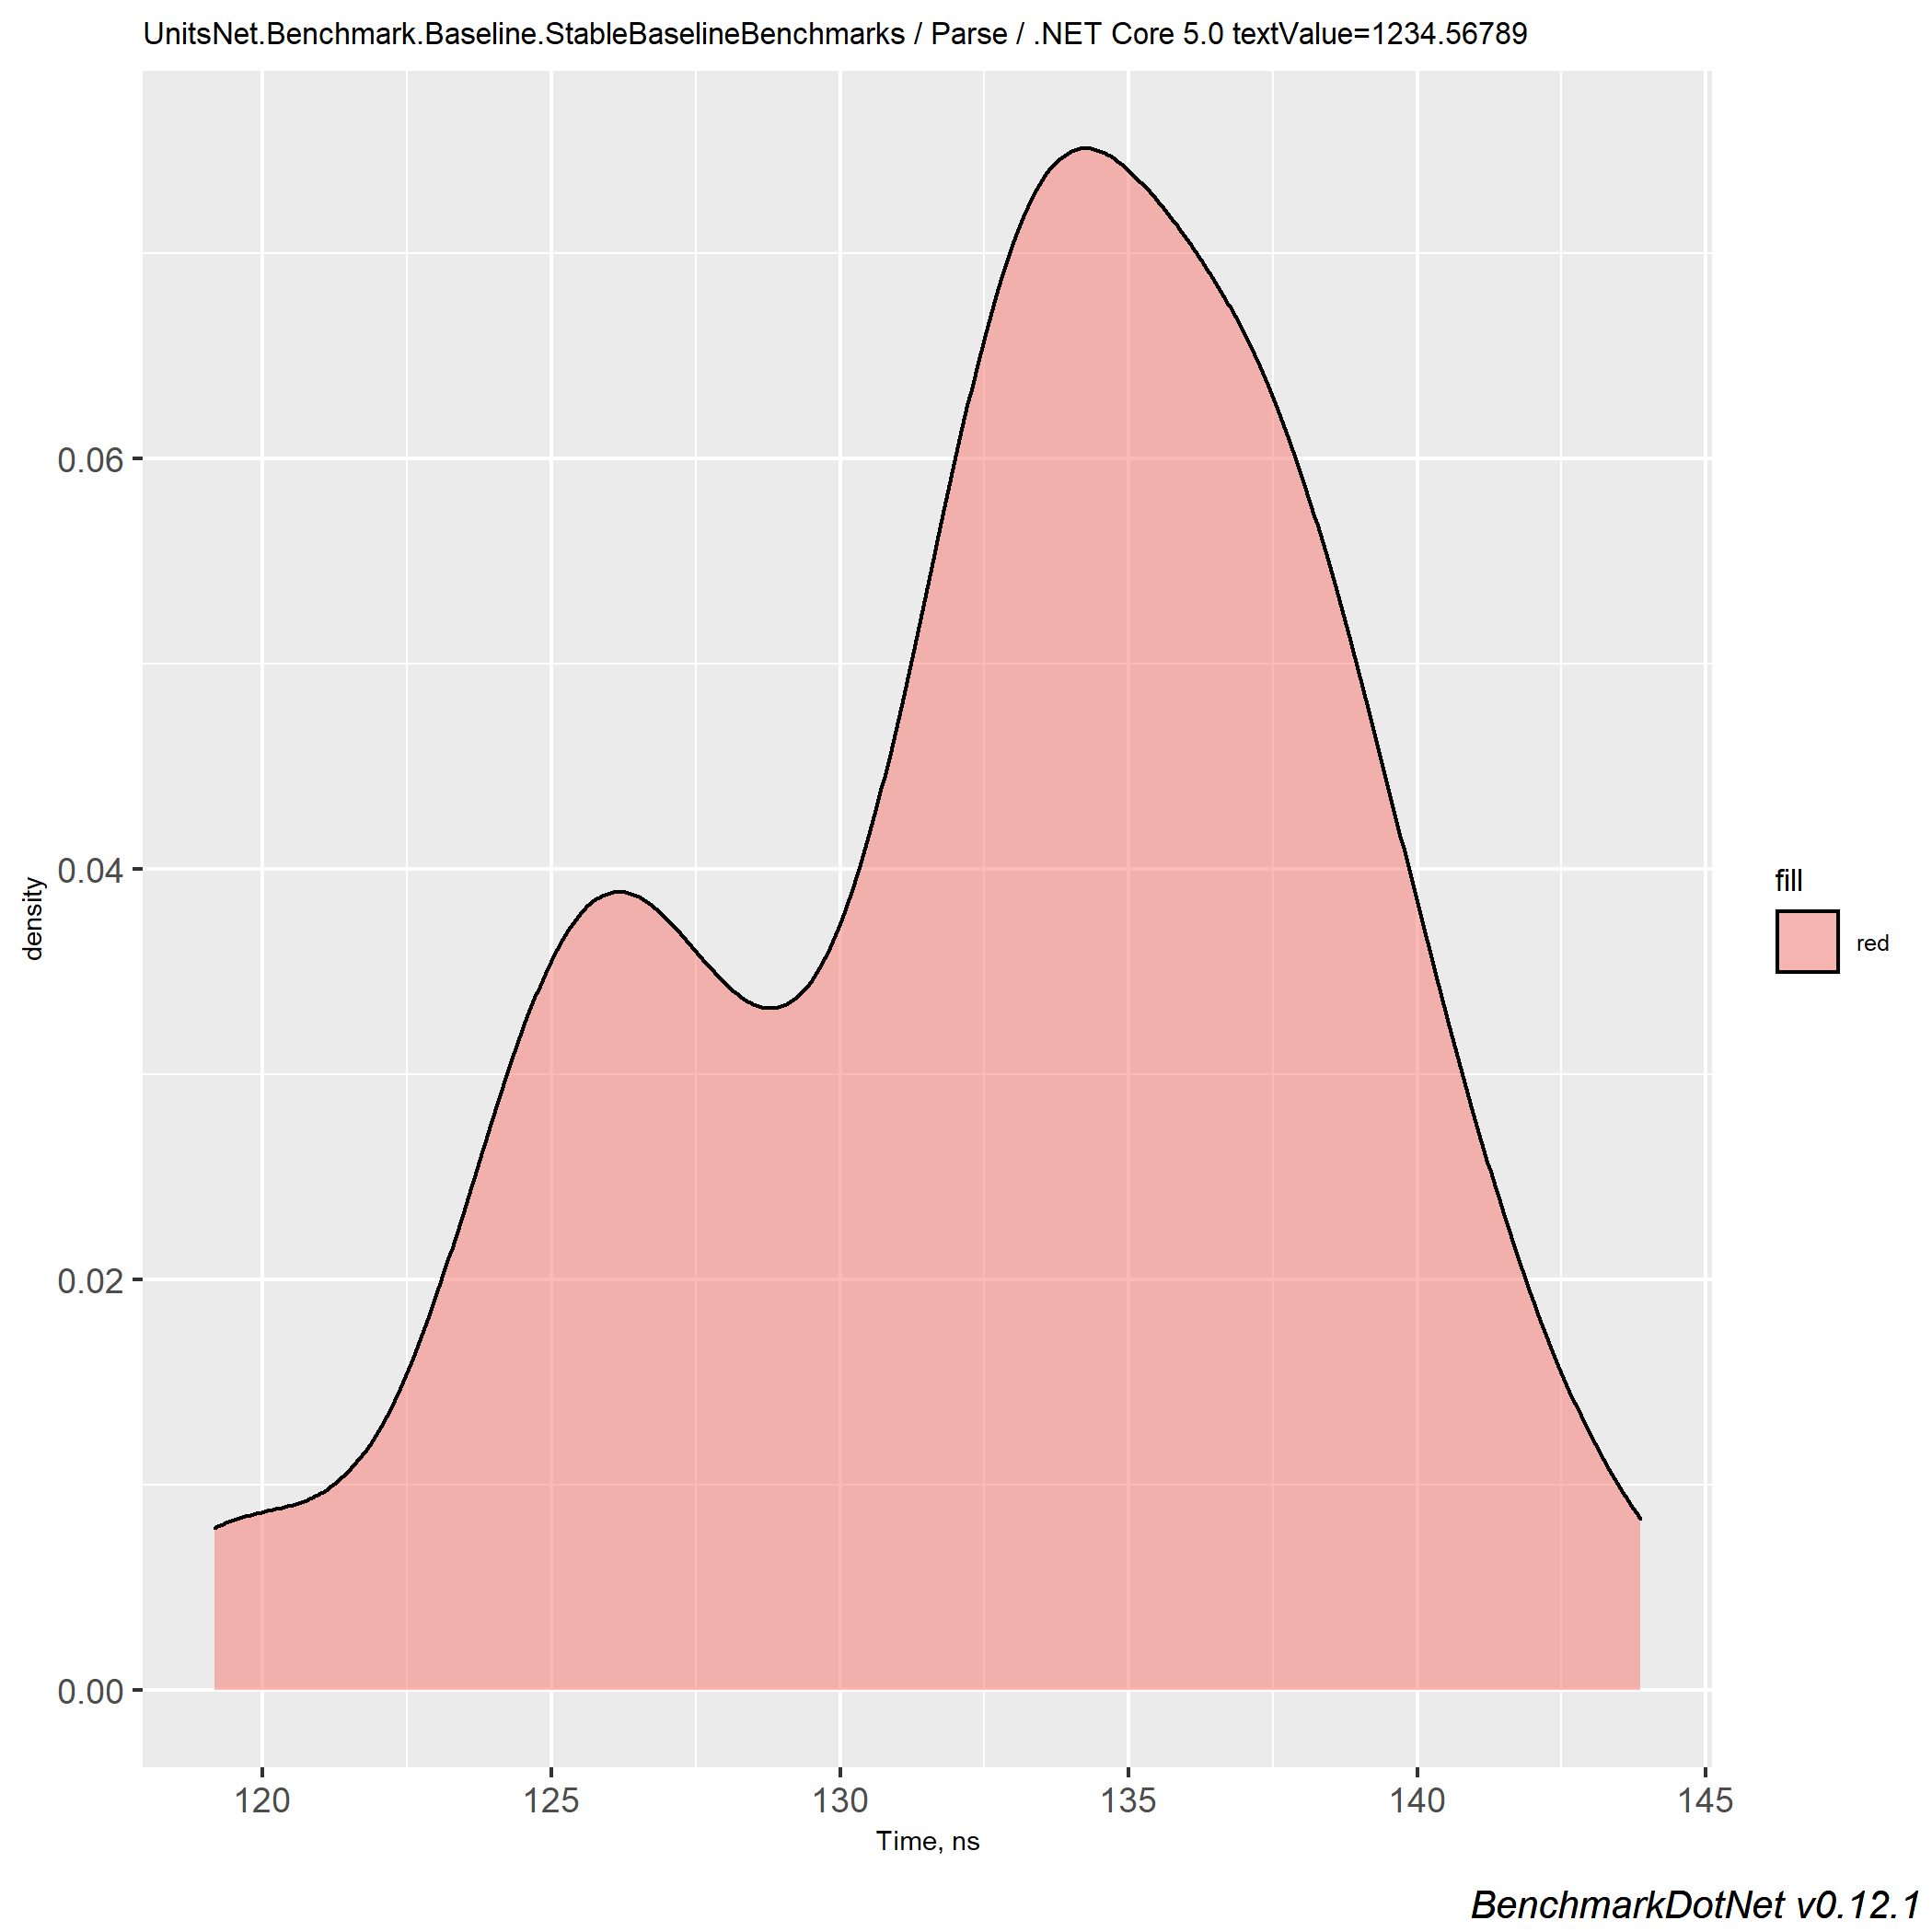 UnitsNet.Benchmark.Baseline.StableBaselineBenchmarks / Parse / .NET Core 5.0 textValue=1234.56789
0.06
0.04
0.02
0.00
density
120 125 130 135 140 145
Time, ns
fill
red
BenchmarkDotNet v0.12.1